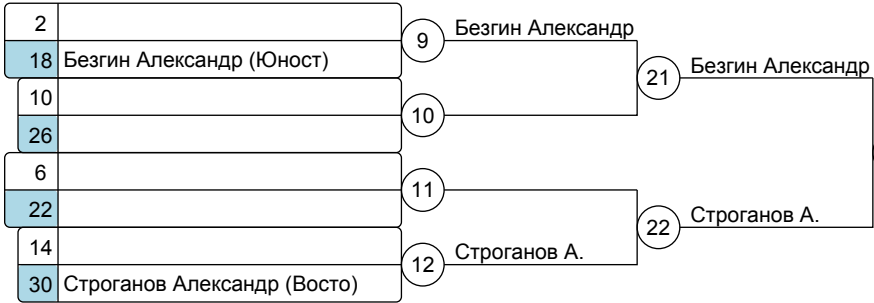 2
18 Безгин Александр (Юност)
10
26
6
22
14
30 Строганов Александр (Восто)
9
10
11
12
Безгин Александр
Строганов А.
21
22
Безгин Александр
Строганов А.